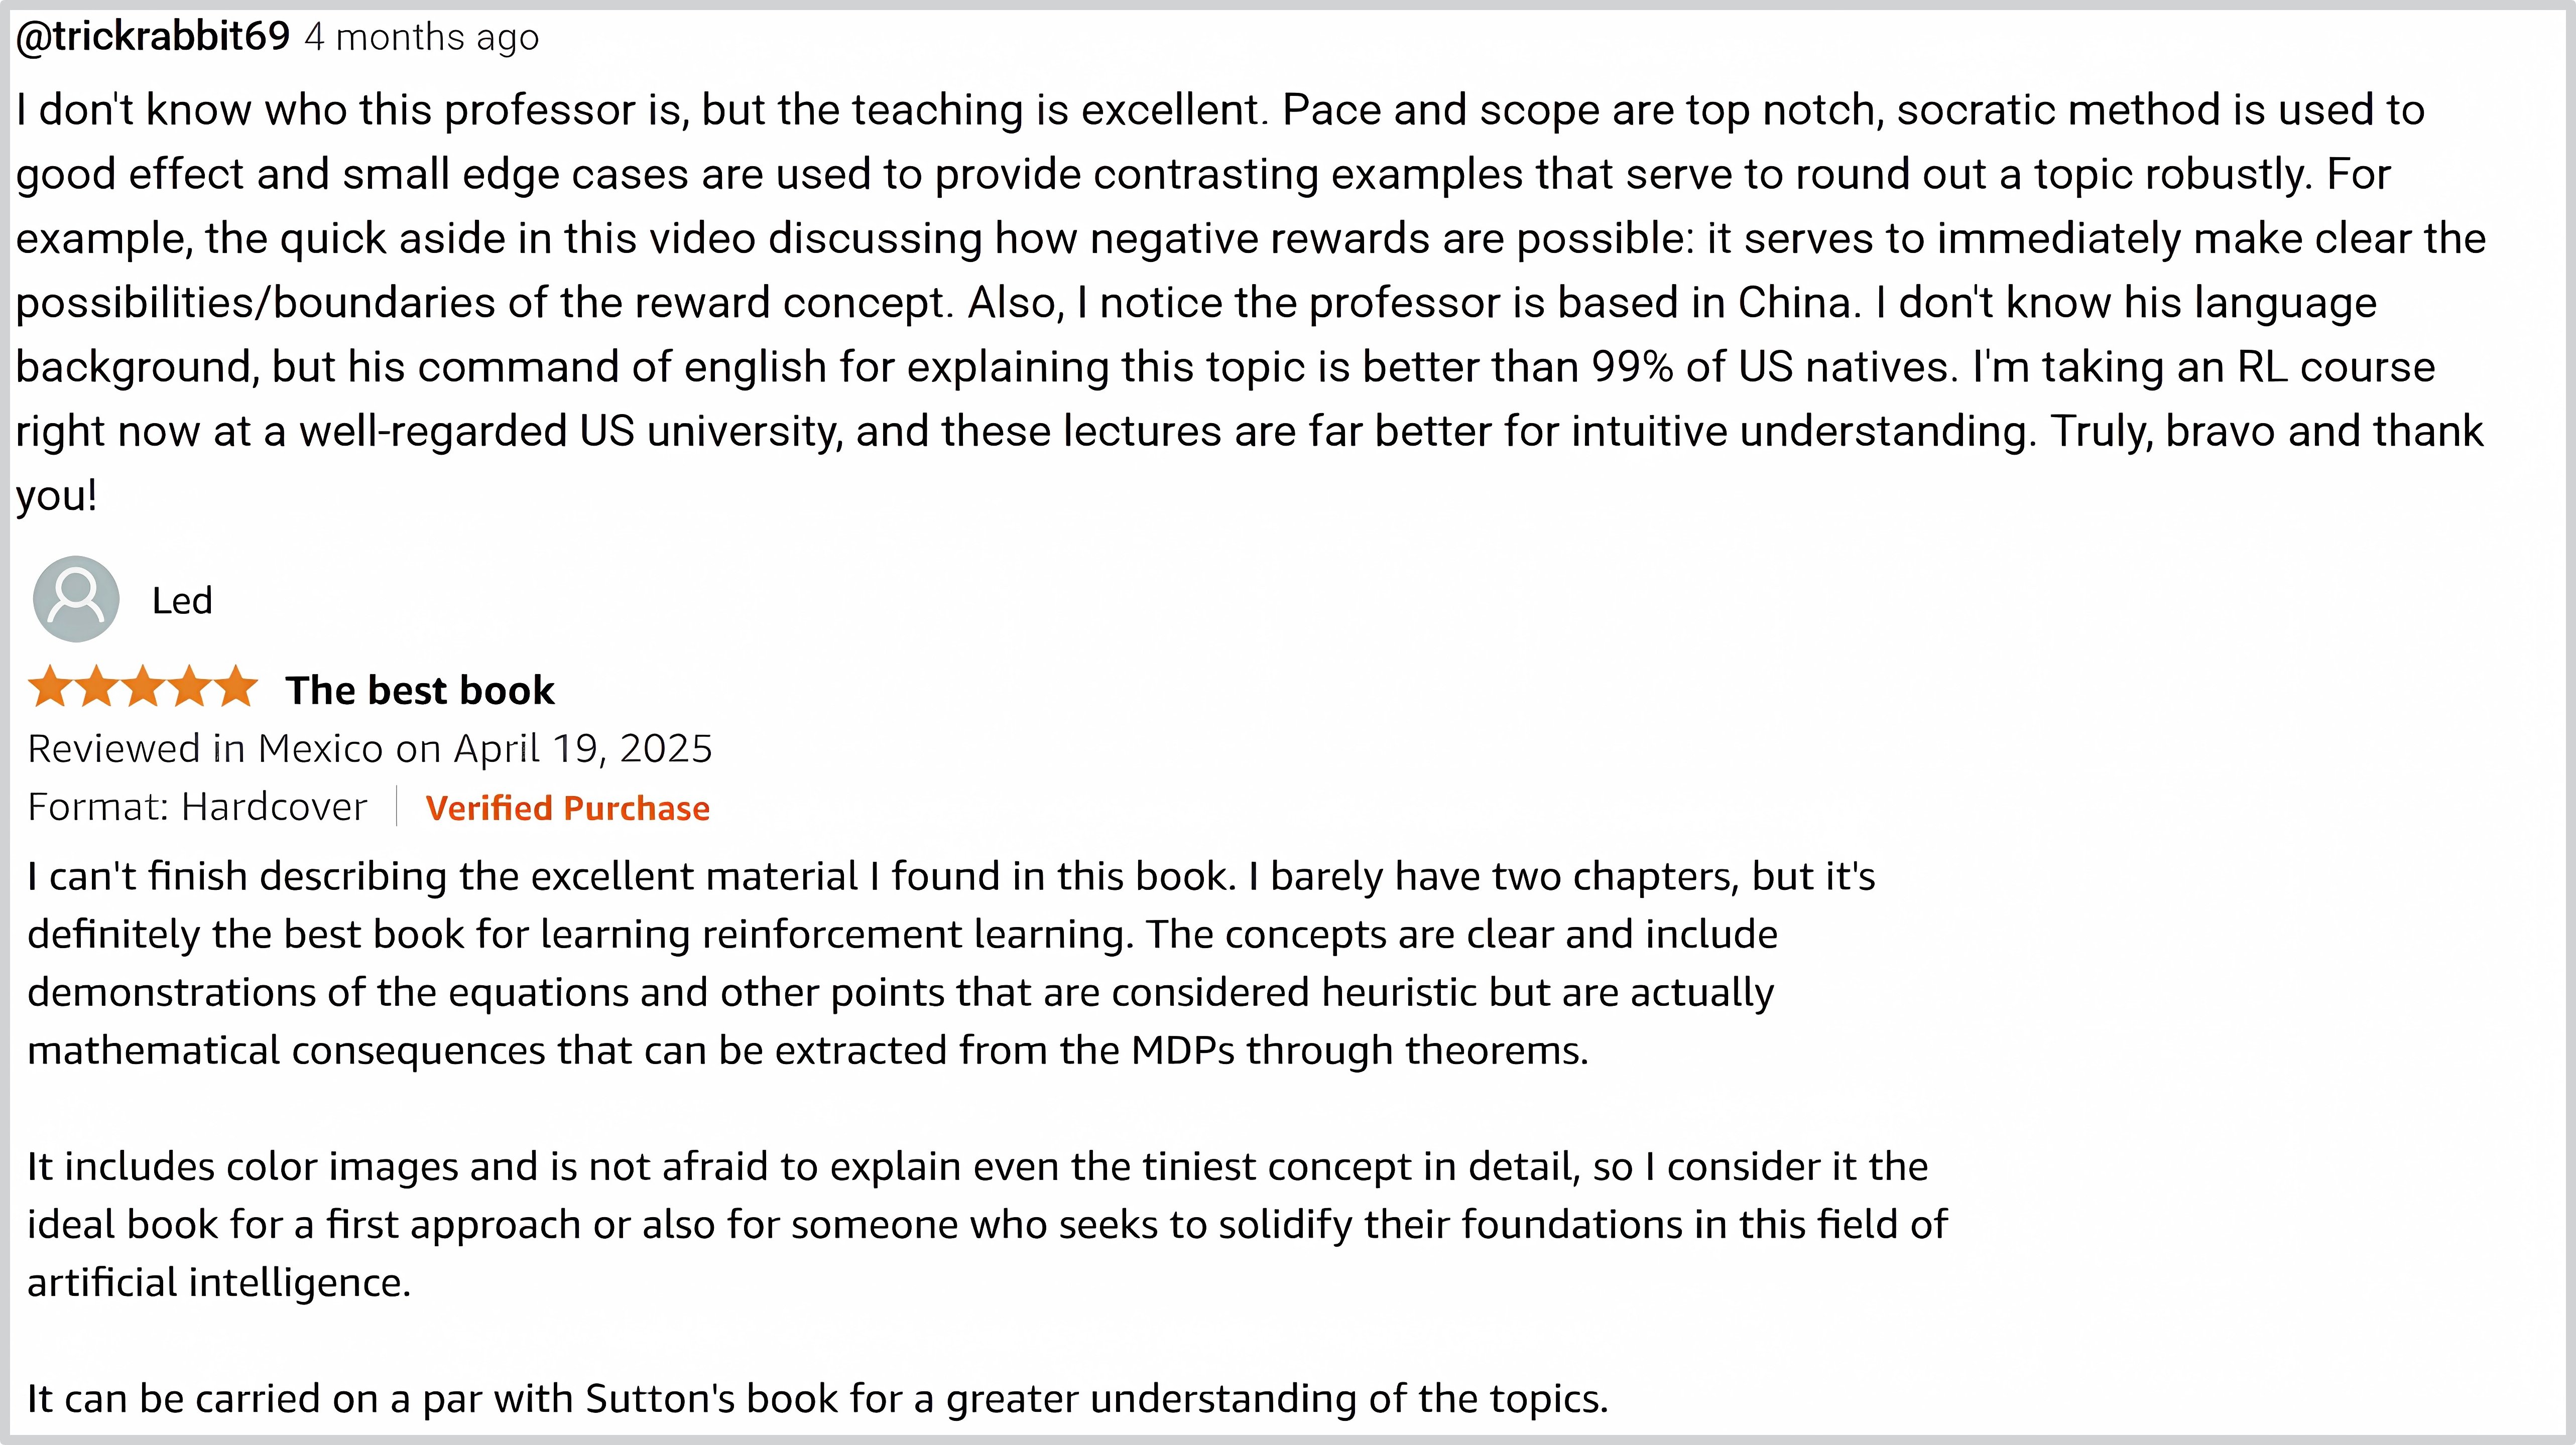 @trickrabbit69 4 months ago
I don't know who this professor is, but the teaching is excellent. Pace and scope are top notch, socratic method is used to
good effect and small edge cases are used to provide contrasting examples that serve to round out a topic robustly. For
example, the quick aside in this video discussing how negative rewards are possible: it serves to immediately make clear the
possibilities/boundaries of the reward concept. Also, I notice the professor is based in China. I don't know his language
background, but his command of english for explaining this topic is better than 99% of US natives. I'm taking an RL course
right now at a well-regarded US university, and these lectures are far better for intuitive understanding. Truly, bravo and thank
you!
Led
The best book
Reviewed in Mexico on April 19, 2025
Format: Hardcover | Verified Purchase
I can't finish describing the excellent material I found in this book. I barely have two chapters, but it's
definitely the best book for learning reinforcement learning. The concepts are clear and include
demonstrations of the equations and other points that are considered heuristic but are actually
mathematical consequences that can be extracted from the MDPs through theorems.
It includes color images and is not afraid to explain even the tiniest concept in detail, so I consider it the
ideal book for a first approach or also for someone who seeks to solidify their foundations in this field of
artificial intelligence.
It can be carried on a par with Sutton's book for a greater understanding of the topics.